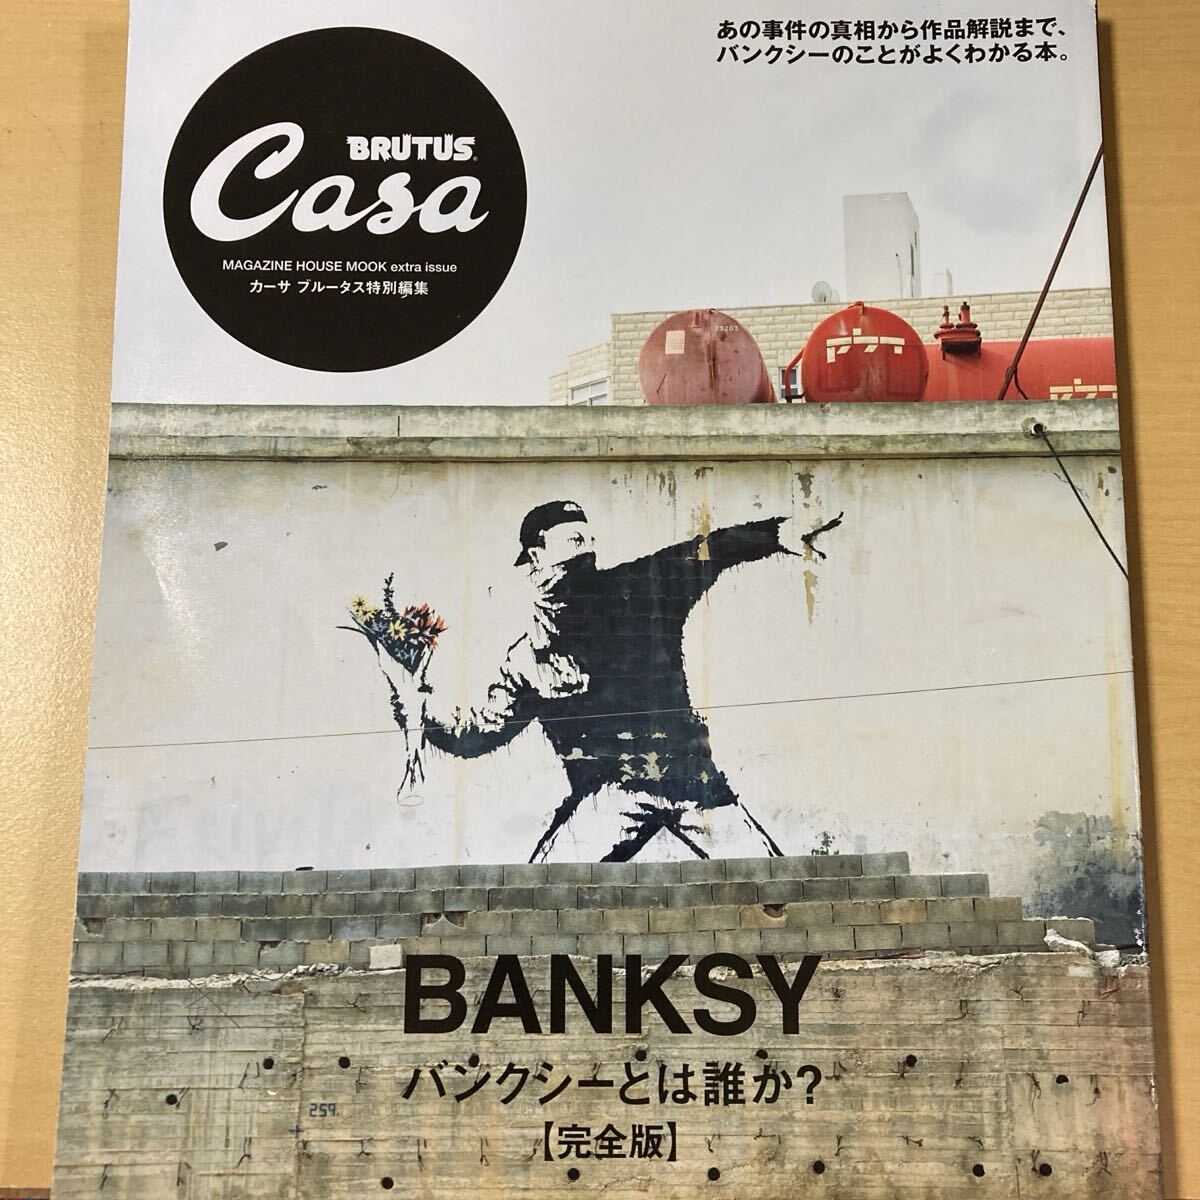 あの事件の真相から作品解説まで、
バンクシーのことがよくわかる本。
BRUTUS®
Casa
MAGAZINE HOUSE MOOK extra issue
カーサ ブルータス特別編集
23203
BANKSY
バンクシーとは誰か?
【完全版】
259.